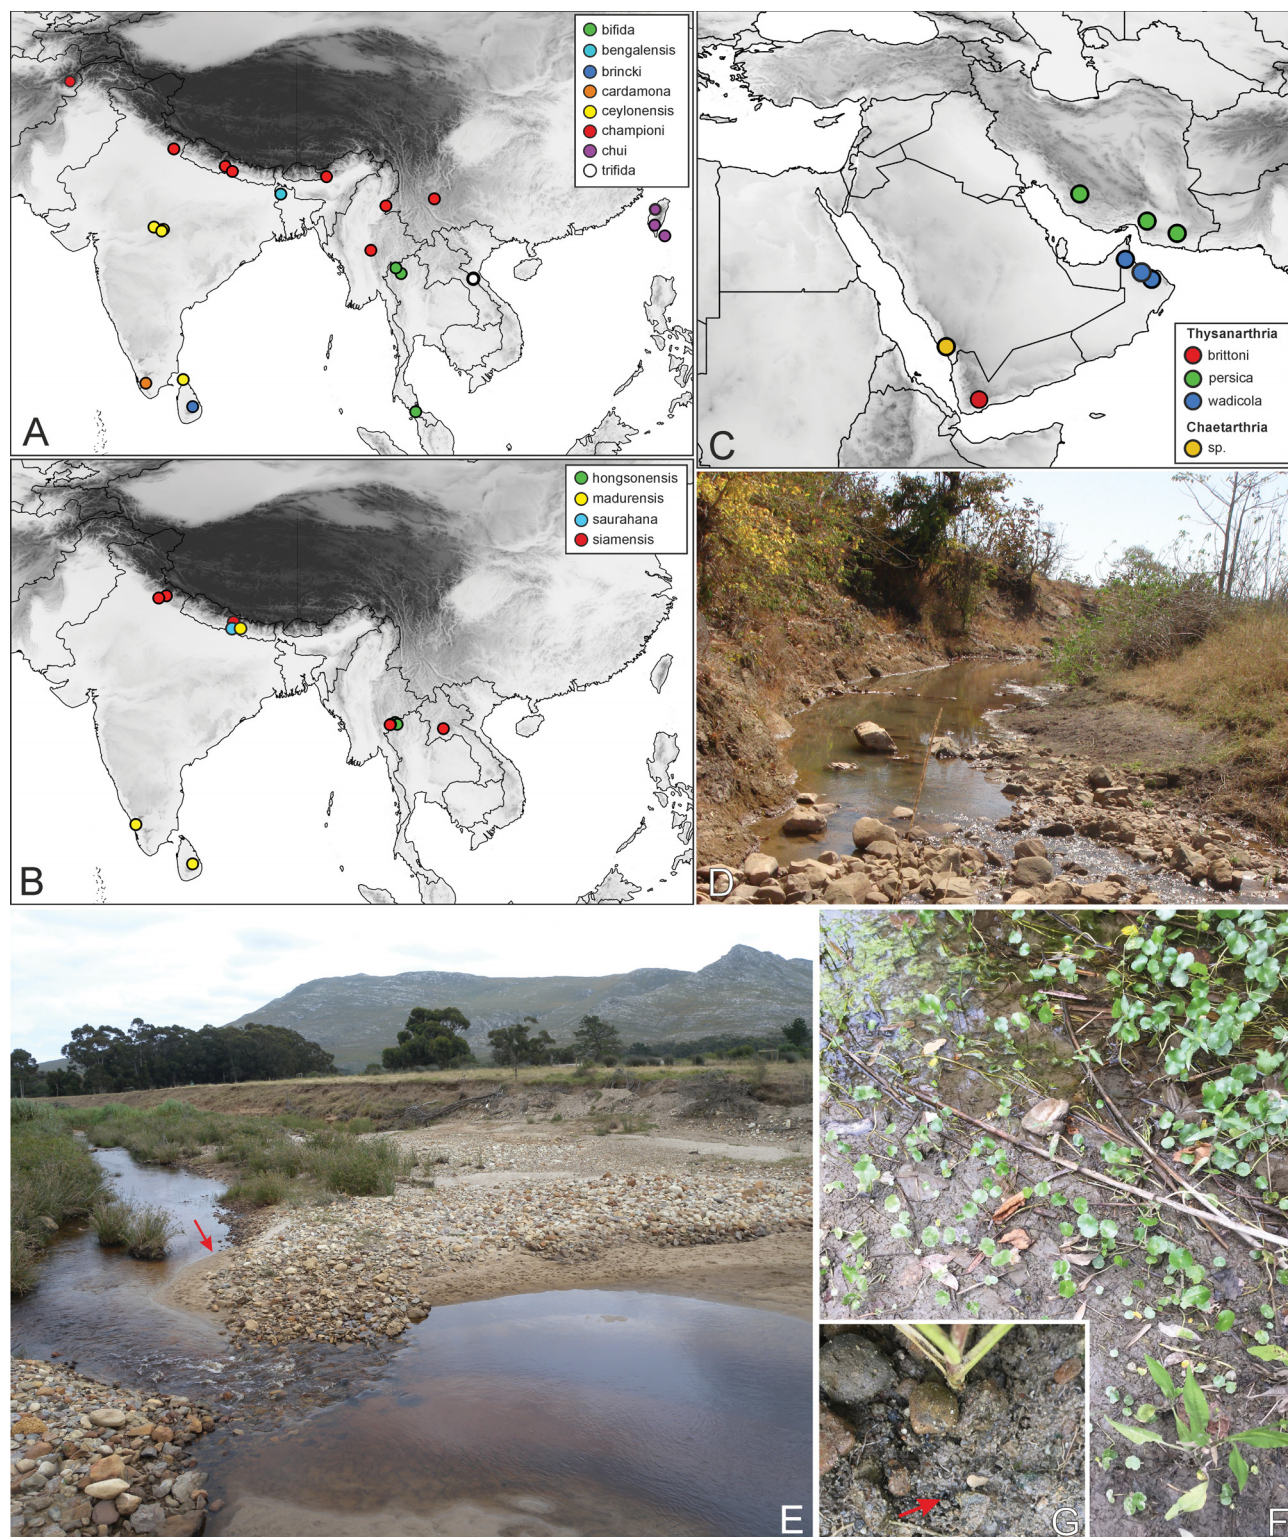 bifida
bengalensis
brincki
cardamona
ceylonensis
championi
chui
trifida
A
Thysanarthria
brittoni
persica
wadicola
Chaetarthria
sp.
C
hongsonensis
madurensis
saurahana
siamensis
B
D
E
G
F